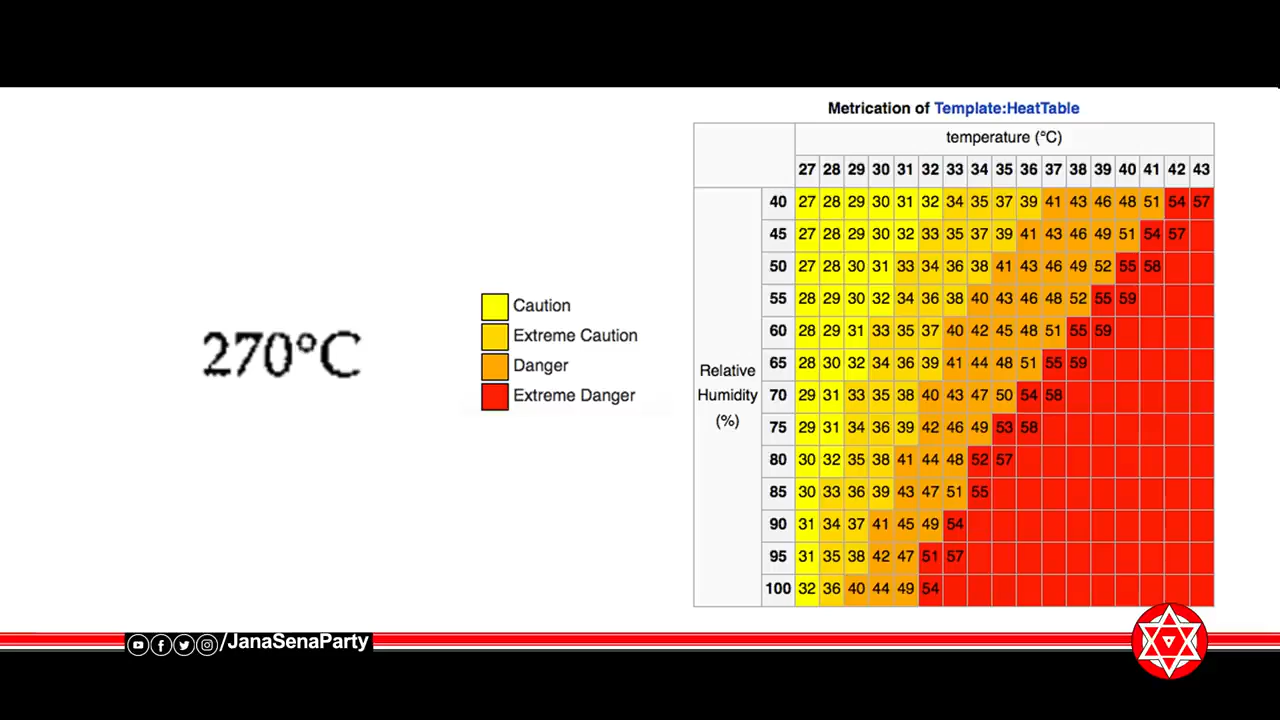 270°C
Caution
Extreme Caution
Danger
Extreme Danger
Metrication of Template:HeatTable
temperature (°C)
27 28 29 30 31 32 33 34 35 36 37 38 39 40 41 42 43
Relative
Humidity
(%)
40 27 28 29 30 31 32 34 35 37 39 41 43 46 48 51 54 57
45 27 28 29 30 32 33 35 37 39 41 43 46 49 51 54 57
50 27 28 30 31 33 34 36 38 41 43 46 49 52 55 58
55 28 29 30 32 34 36 38 40 43 46 48 52 55 59
60 28 29 31 33 35 37 40 42 45 48 51 55 59
65 28 30 32 34 36 39 41 44 48 51 55 59
70 29 31 33 35 38 40 43 47 50 54 58
75 29 31 34 36 39 42 46 49 53 58
80 30 32 35 38 41 44 48 52 57
85 30 33 36 39 43 47 51 55
90 31 34 37 41 45 49 54
95 31 35 38 42 47 51 57
100 32 36 40 44 49 54
/JanaSenaParty